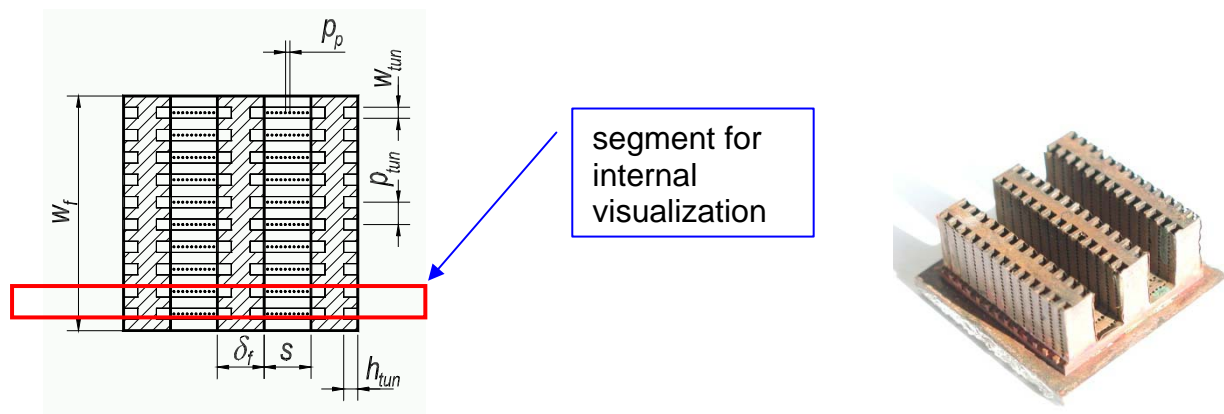 p_p
w_tun
w_f
p_tun
segment for
internal
visualization
δ_f
s
h_tun